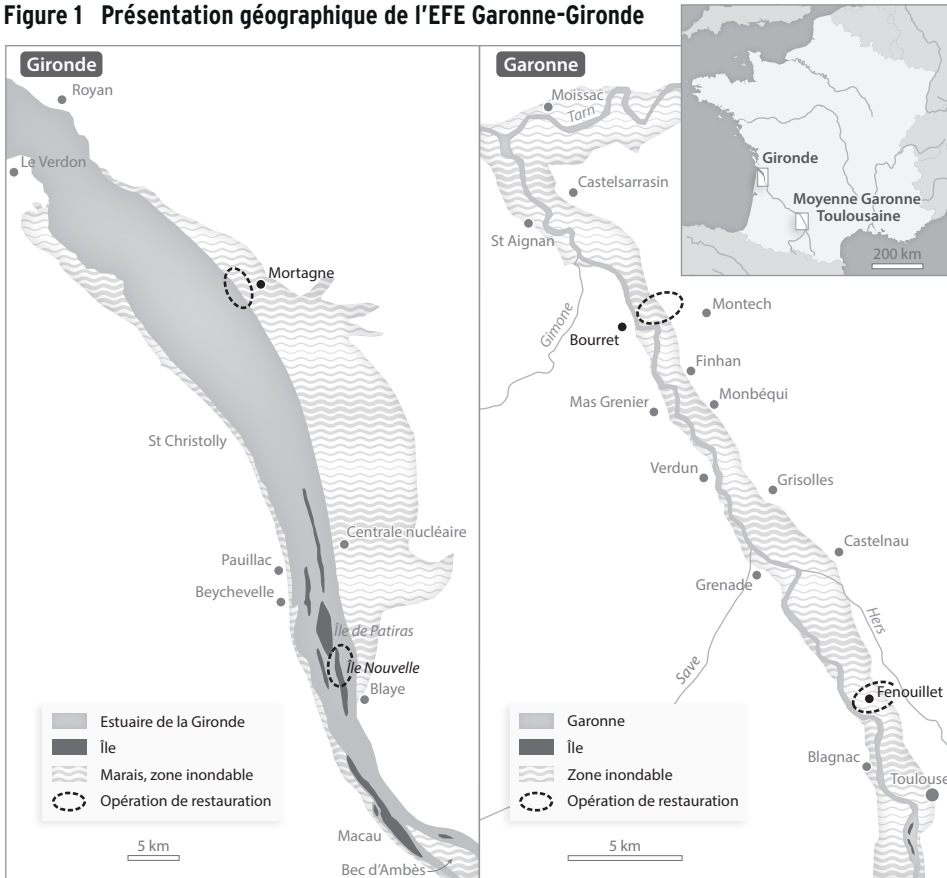 Figure 1 Présentation géographique de l'EFE Garonne-Gironde
Gironde
Royan
Le Verdon
Mortagne
St Christolly
Centrale nucléaire
Pauillac
Beychevelle
Île de Patiras
Île Nouvelle
Blaye
Estuaire de la Gironde
Île
Marais, zone inondable
Opération de restauration
5 km
Macau
Bec d'Ambès
Garonne
Moissac
Tarn
Castelsarrasin
St Aignan
Gimone
Montech
Bourret
Finhan
Monbéqui
Mas Grenier
Verdun
Grisolles
Castelnau
Grenade
Hers
Save
Fenouillet
Blagnac
Toulouse
Garonne
Île
Zone inondable
Opération de restauration
5 km
Gironde
Moyenne Garonne
Toulousaine
200 km